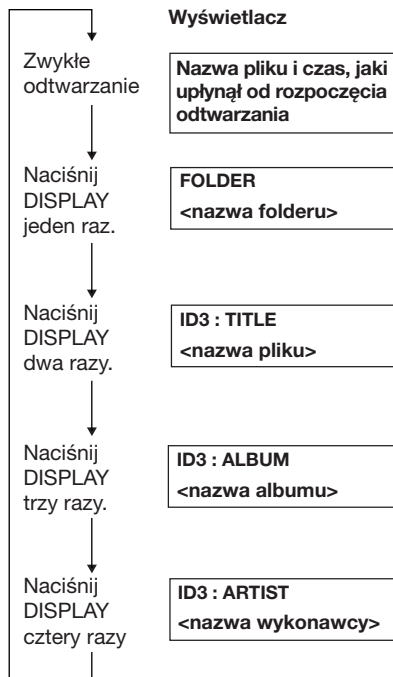 Wyświetlacz
Zwykłe
odtwarzanie
Nazwa pliku i czas, jaki
upłynął od rozpoczęcia
odtwarzania
Naciśnij
DISPLAY
jeden raz.
FOLDER
<nazwa folderu>
Naciśnij
DISPLAY
dwa razy.
ID3 : TITLE
<nazwa pliku>
Naciśnij
DISPLAY
trzy razy.
ID3 : ALBUM
<nazwa albumu>
Naciśnij
DISPLAY
cztery razy
ID3 : ARTIST
<nazwa wykonawcy>